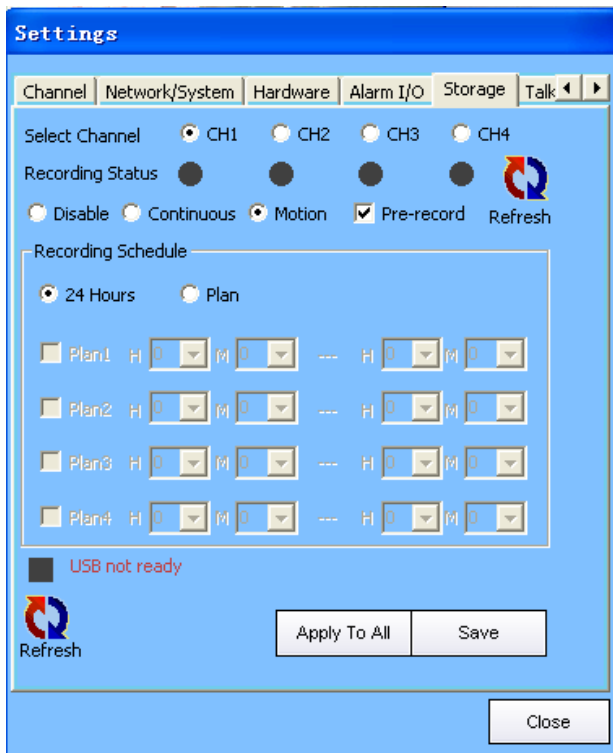 Settings
Channel Network/System Hardware Alarm I/O Storage Talk
Select Channel CH1 CH2 CH3 CH4
Recording Status
Disable Continuous Motion Pre-record Refresh
Recording Schedule
24 Hours Plan
Plan1 H 0 M 0 --- H 0 M 0
Plan2 H 0 M 0 --- H 0 M 0
Plan3 H 0 M 0 --- H 0 M 0
Plan4 H 0 M 0 --- H 0 M 0
USB not ready
Refresh
Apply To All Save
Close